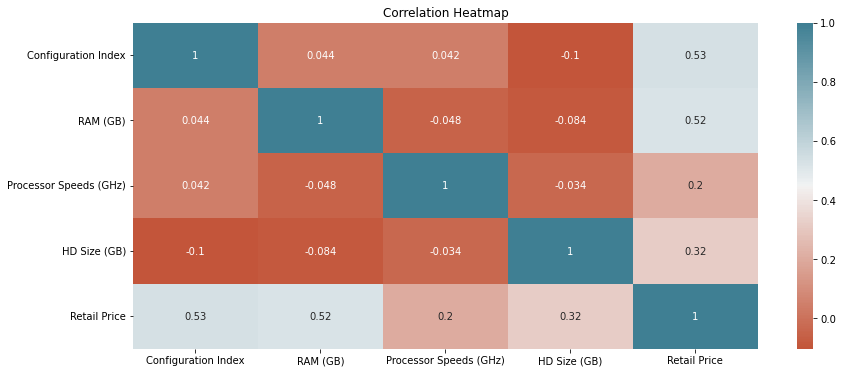 Correlation Heatmap
Configuration Index 1 0.044 0.042 -0.1 0.53
RAM (GB) 0.044 1 -0.048 -0.084 0.52
Processor Speeds (GHz) 0.042 -0.048 1 -0.034 0.2
HD Size (GB) -0.1 -0.084 -0.034 1 0.32
Retail Price 0.53 0.52 0.2 0.32 1
Configuration Index RAM (GB) Processor Speeds (GHz) HD Size (GB) Retail Price
1.0
0.8
0.6
0.4
0.2
0.0